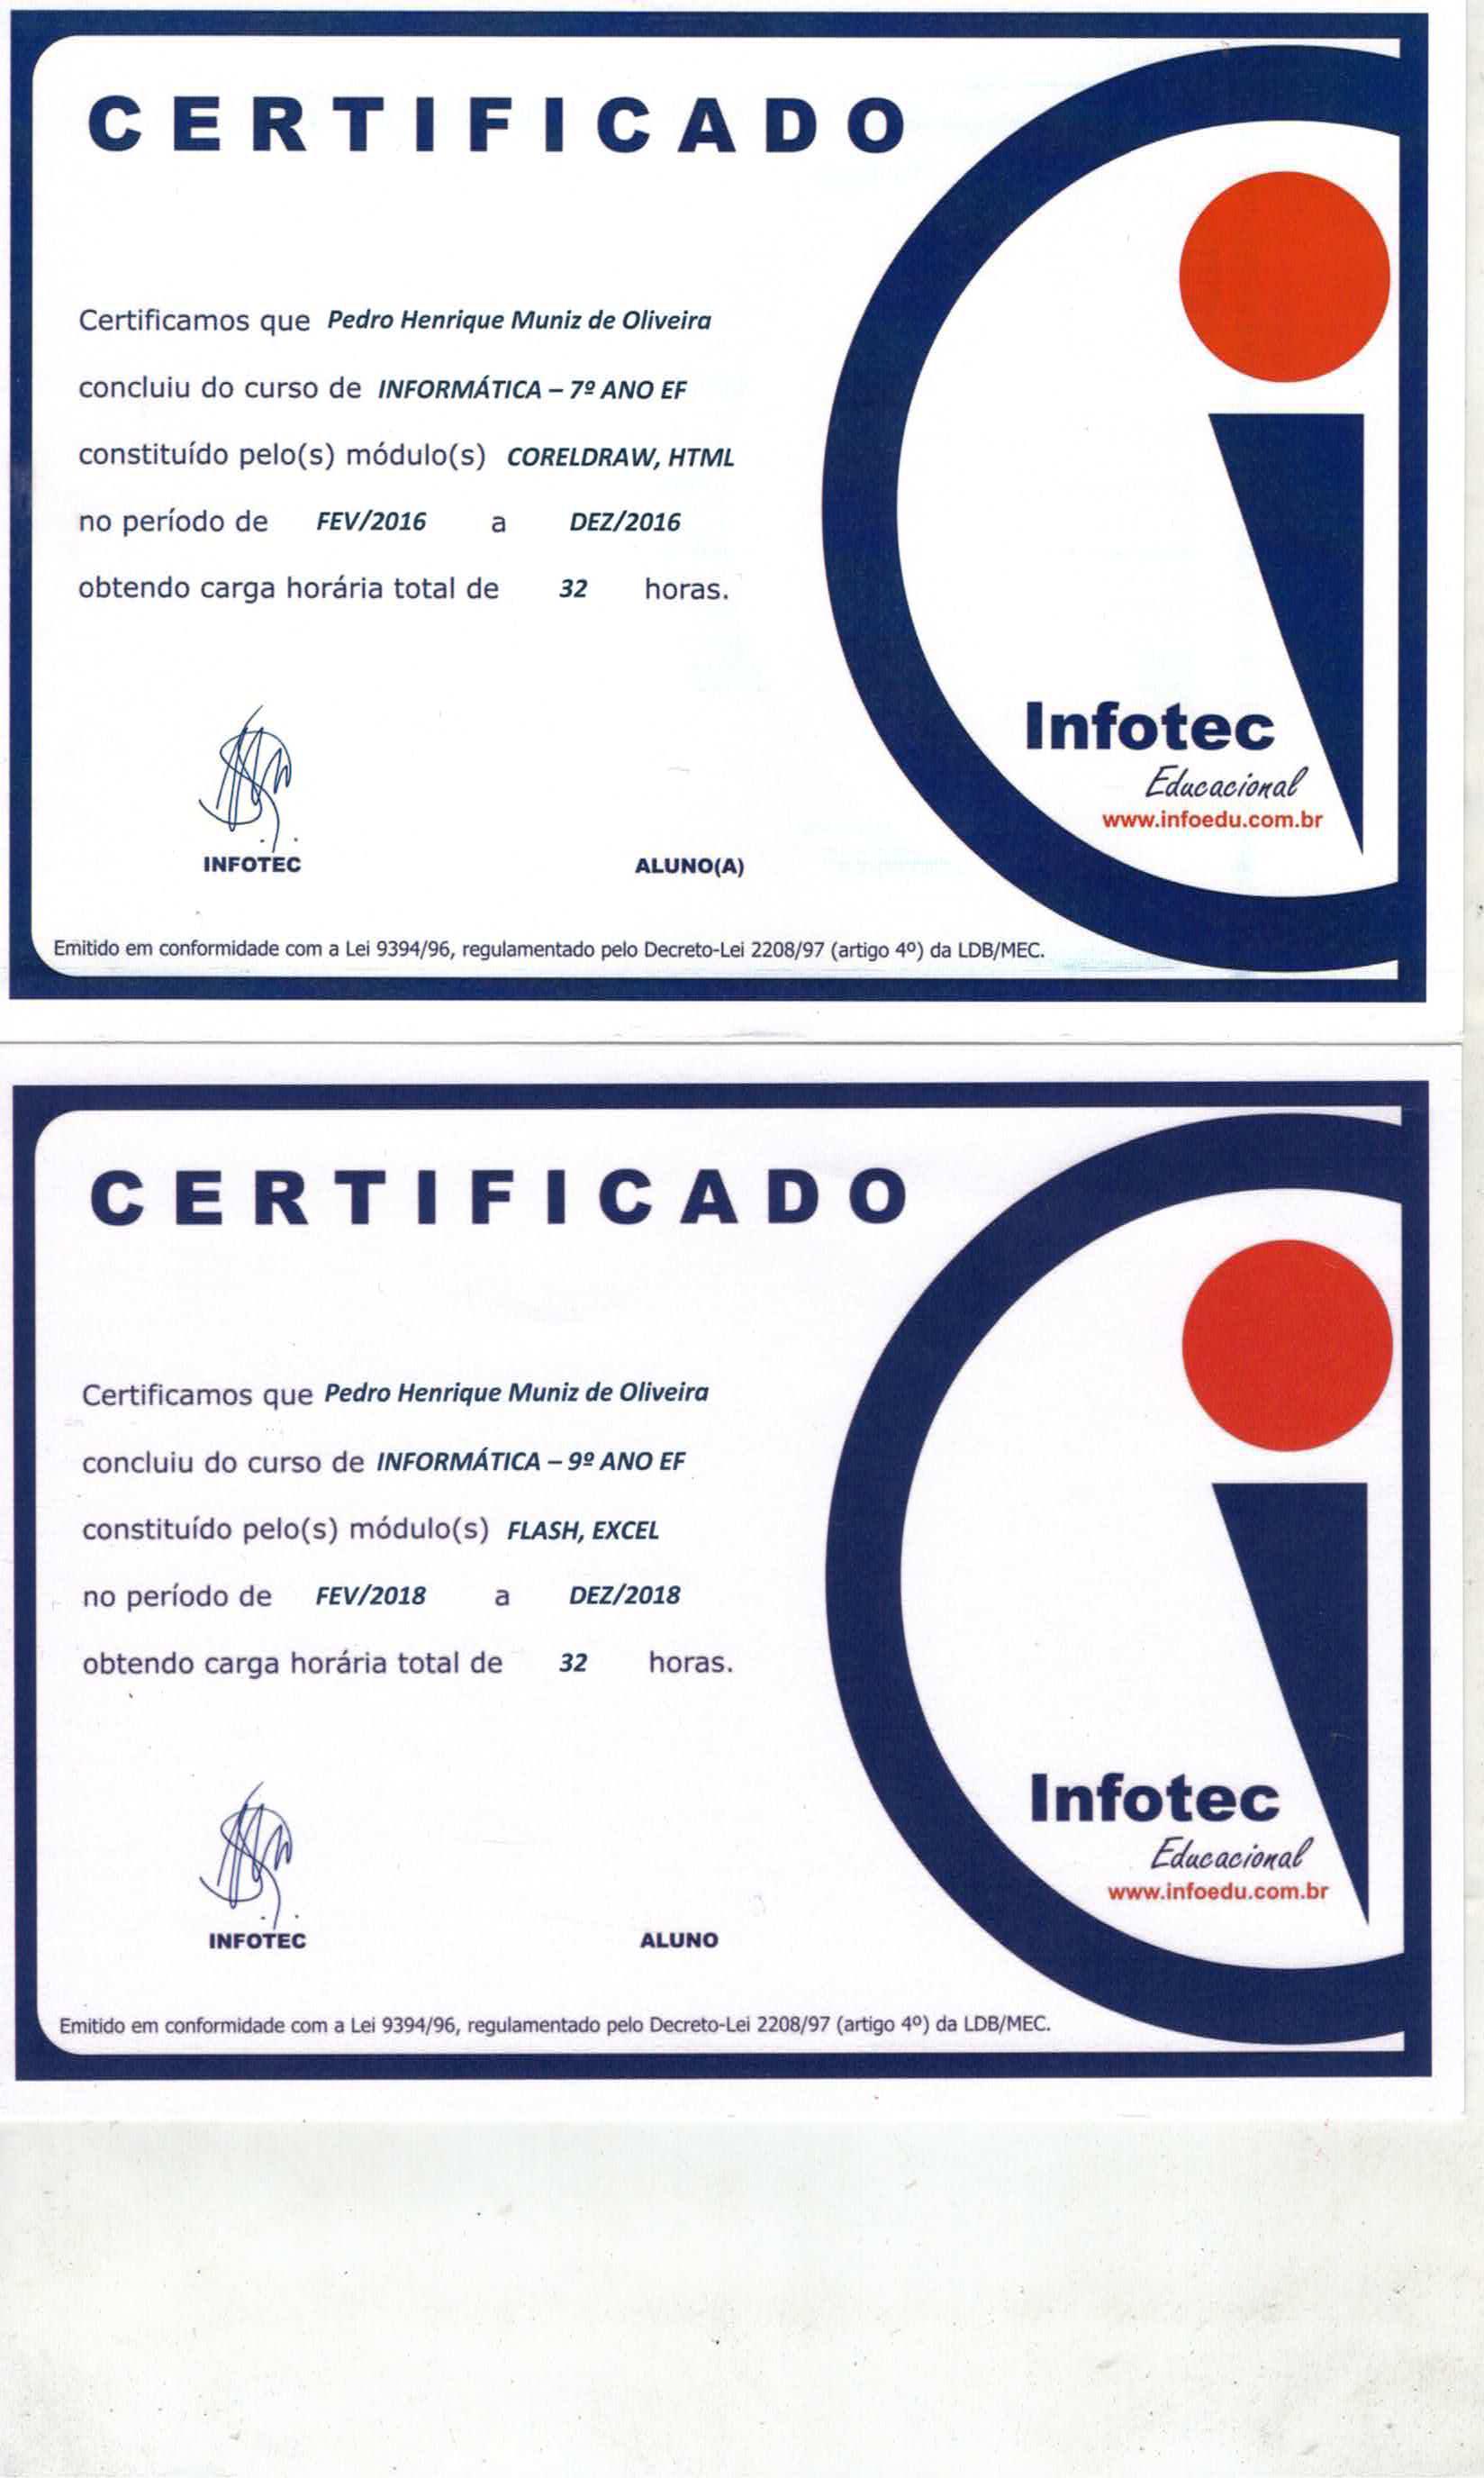 CERTIFICADO
Certificamos que Pedro Henrique Muniz de Oliveira
concluiu do curso de INFORMÁTICA – 7º ANO EF
constituído pelo(s) módulo(s) CORELDRAW, HTML
no período de FEV/2016 a DEZ/2016
obtendo carga horária total de 32 horas.
Infotec
Educacional
www.infoedu.com.br
INFOTEC
ALUNO(A)
Emitido em conformidade com a Lei 9394/96, regulamentado pelo Decreto-Lei 2208/97 (artigo 4º) da LDB/MEC.
CERTIFICADO
Certificamos que Pedro Henrique Muniz de Oliveira
concluiu do curso de INFORMÁTICA – 9º ANO EF
constituído pelo(s) módulo(s) FLASH, EXCEL
no período de FEV/2018 a DEZ/2018
obtendo carga horária total de 32 horas.
Infotec
Educacional
www.infoedu.com.br
INFOTEC
ALUNO
Emitido em conformidade com a Lei 9394/96, regulamentado pelo Decreto-Lei 2208/97 (artigo 4º) da LDB/MEC.